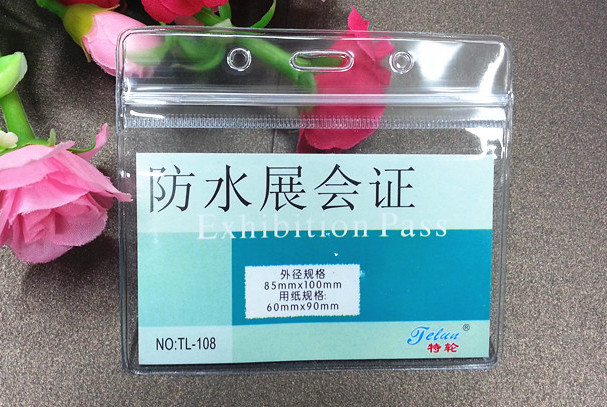 防水展会证
Exhibition Pass
外径规格
85mmx100mm
用纸规格:
60mmx90mm
NO:TL-108
Telun®
特轮